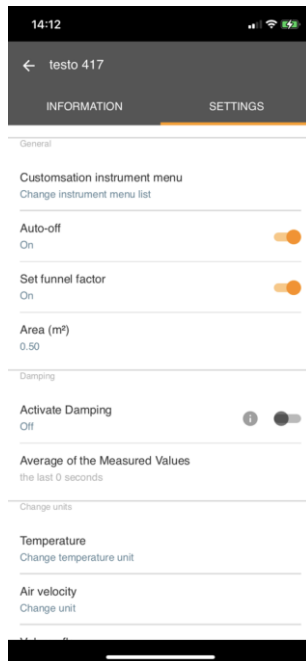 14:12
testo 417
INFORMATION
SETTINGS
General
Customsation instrument menu
Change instrument menu list
Auto-off
On
Set funnel factor
On
Area (m²)
0.50
Damping
Activate Damping
Off
Average of the Measured Values
the last 0 seconds
Change units
Temperature
Change temperature unit
Air velocity
Change unit